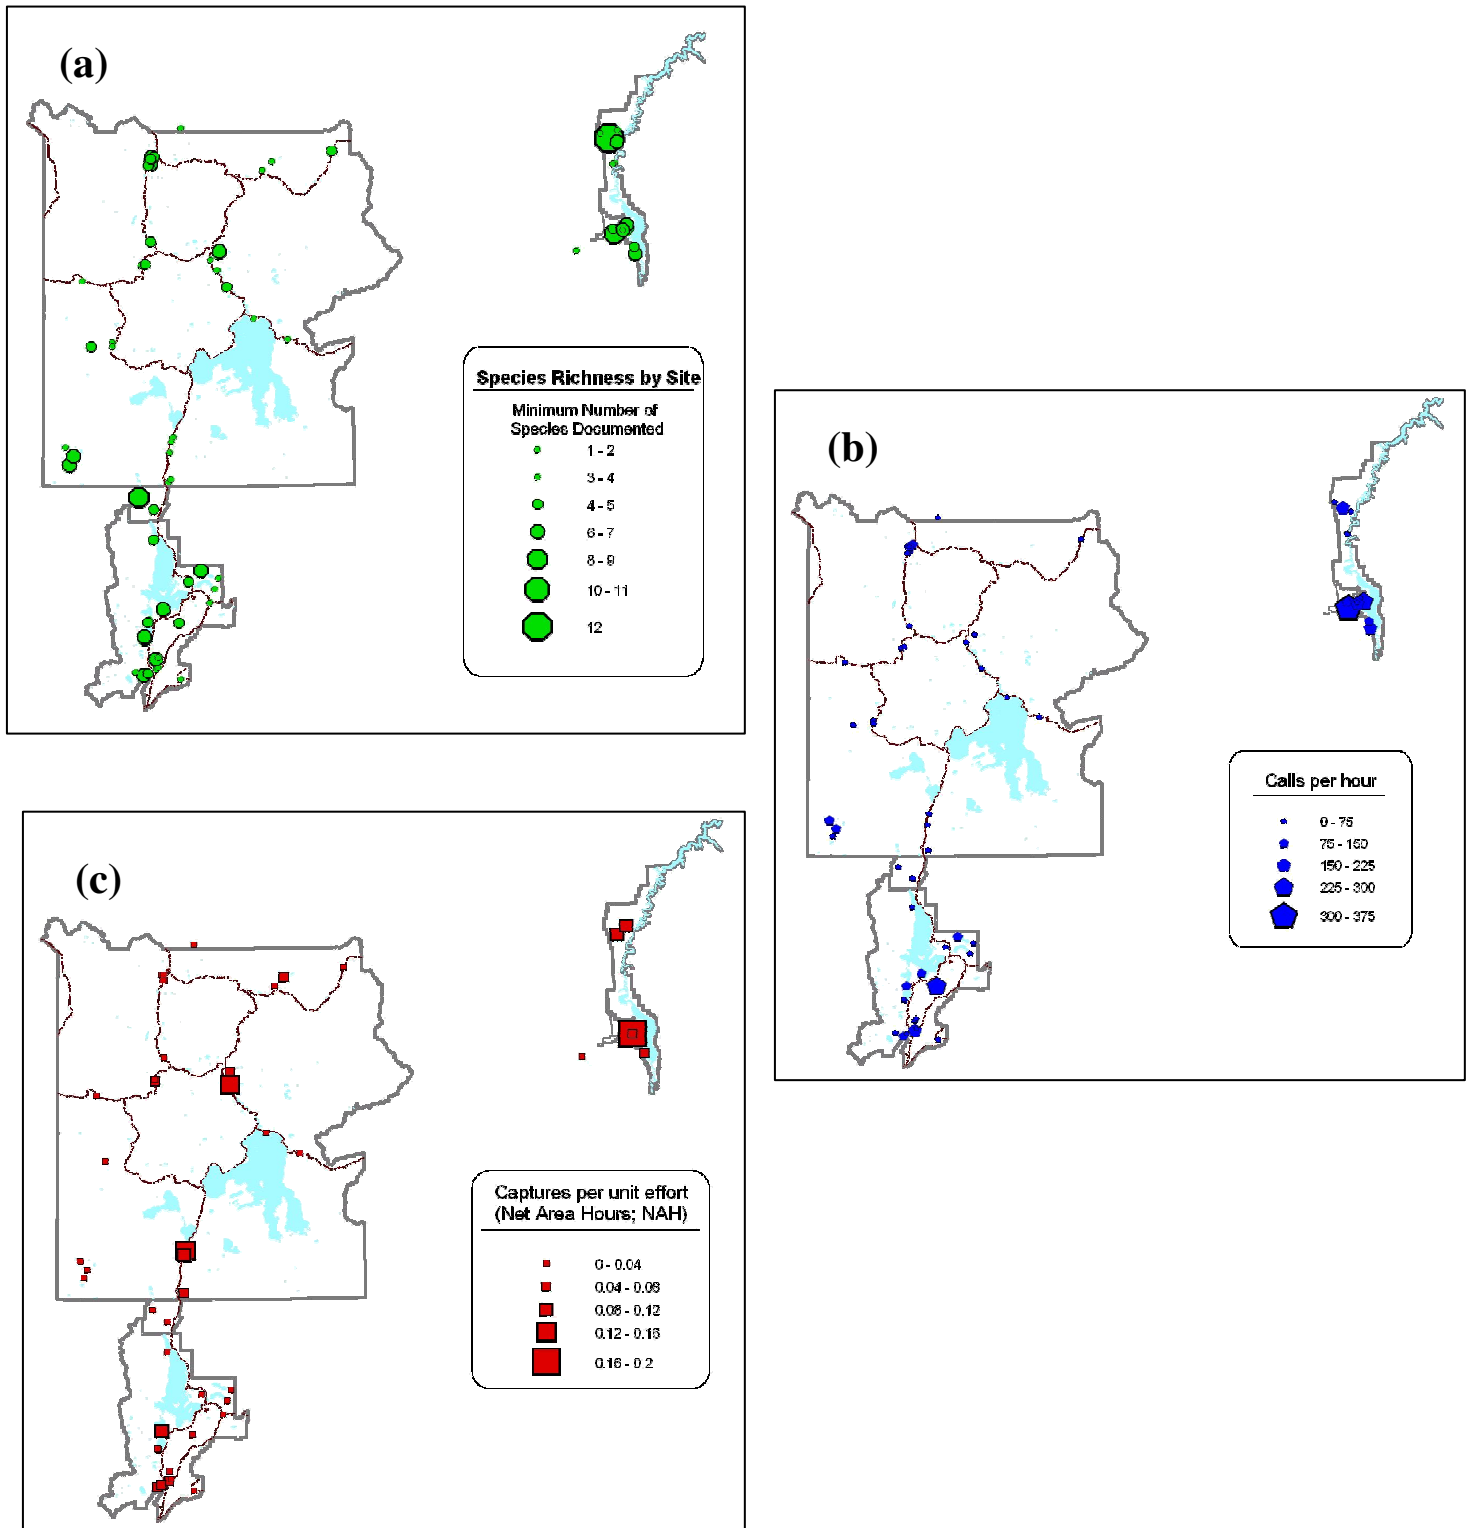 (a)
Species Richness by Site
Minimum Number of
Species Documented
1 - 2
3 - 4
4 - 5
6 - 7
8 - 9
10 - 11
12
(b)
Calls per hour
0 - 75
75 - 150
150 - 225
225 - 300
300 - 375
(c)
Captures per unit effort
(Net Area Hours; NAH)
0 - 0.04
0.04 - 0.08
0.08 - 0.12
0.12 - 0.16
0.16 - 0.2